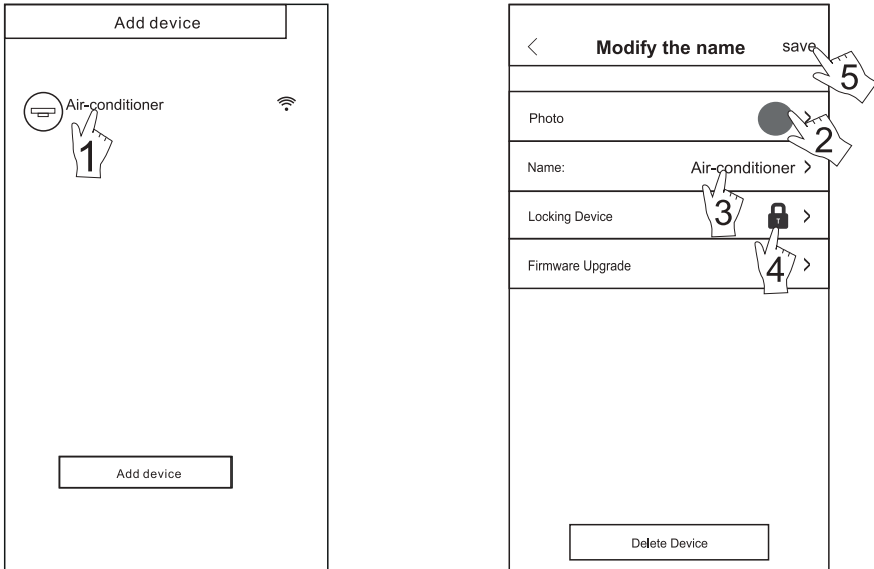 Add device
Air-conditioner
1
Add device
Modify the name save
5
Photo
2
Name: Air-conditioner >
3
Locking Device >
4
Firmware Upgrade >
Delete Device